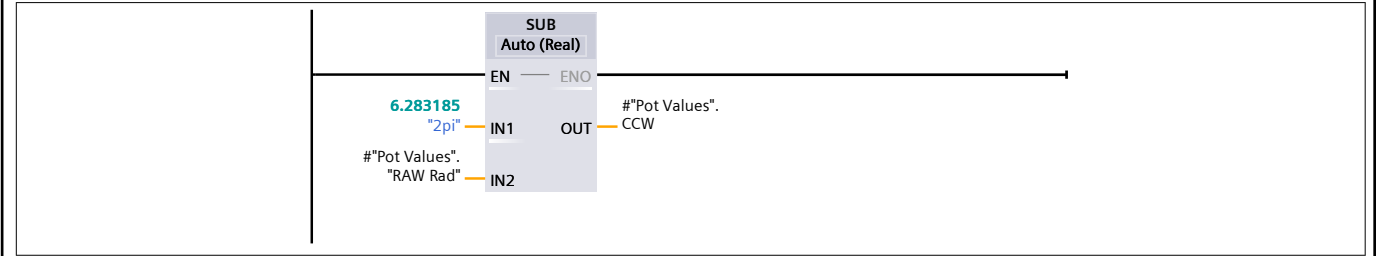 SUB
Auto (Real)
EN
ENO
6.283185
"2pi"
IN1
OUT
#"Pot Values".
CCW
#"Pot Values".
"RAW Rad"
IN2